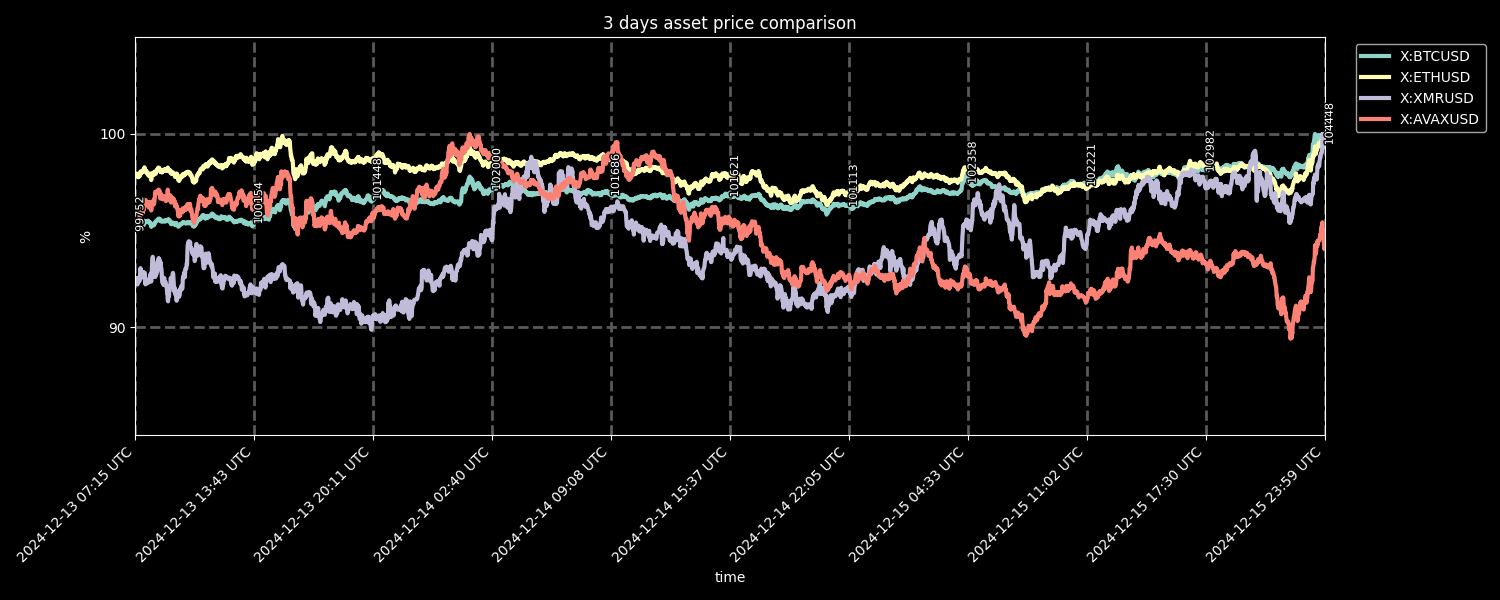 3 days asset price comparison
X:BTCUSD
X:ETHUSD
X:XMRUSD
X:AVAXUSD
100
90
%
99752
100154
101448
102000
101686
101621
101113
102358
102221
102982
104448
2024-12-13 07:15 UTC
2024-12-13 13:43 UTC
2024-12-13 20:11 UTC
2024-12-14 02:40 UTC
2024-12-14 09:08 UTC
2024-12-14 15:37 UTC
2024-12-14 22:05 UTC
2024-12-15 04:33 UTC
2024-12-15 11:02 UTC
2024-12-15 17:30 UTC
2024-12-15 23:59 UTC
time